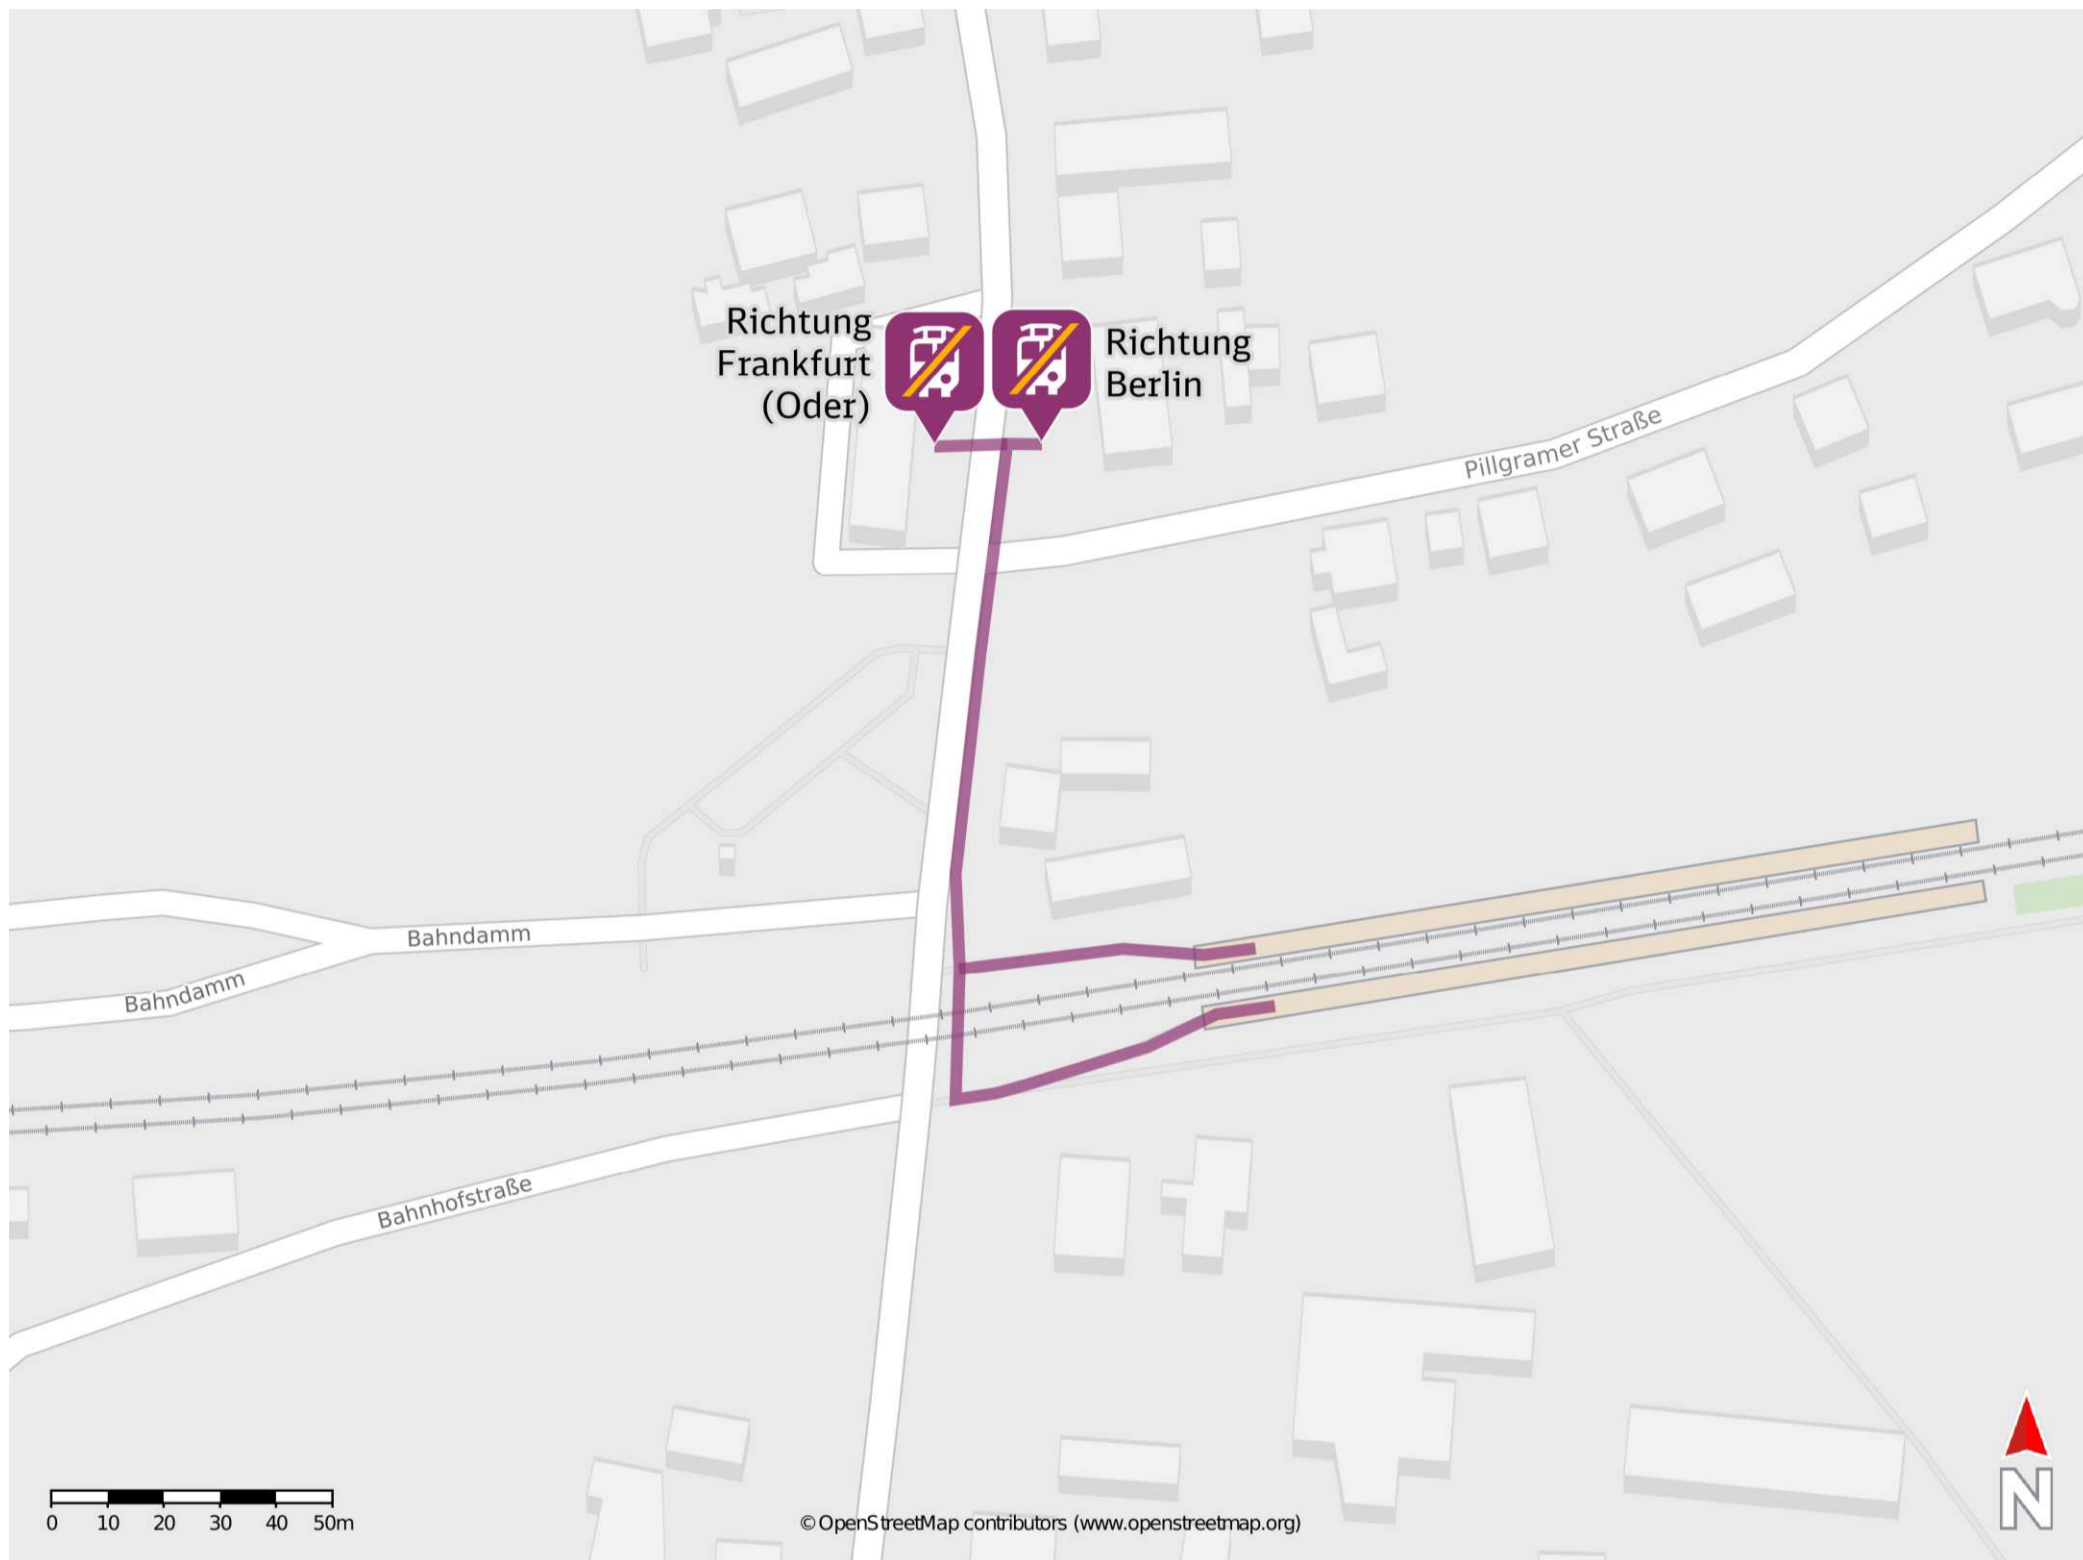 Richtung
Frankfurt
(Oder)
Richtung
Berlin
Pillgramer Straße
Bahndamm
Bahndamm
Bahnhofstraße
0 10 20 30 40 50m
© OpenStreetMap contributors (www.openstreetmap.org)
N